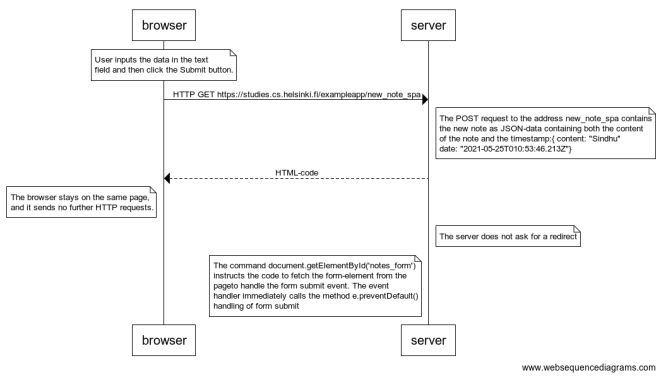 browser
server
User inputs the data in the text
field and then click the Submit button.
HTTP GET https://studies.cs.helsinki.fi/exampleapp/new_note_spa
The POST request to the address new_note_spa contains
the new note as JSON-data containing both the content
of the note and the timestamp:{ content: "Sindhu"
date: "2021-05-25T010:53:46.213Z"}
HTML-code
The browser stays on the same page,
and it sends no further HTTP requests.
The server does not ask for a redirect
The command document.getElementById('notes_form')
instructs the code to fetch the form-element from the
pageto handle the form submit event. The event
handler immediately calls the method e.preventDefault()
handling of form submit
browser
server
www.websequencediagrams.com